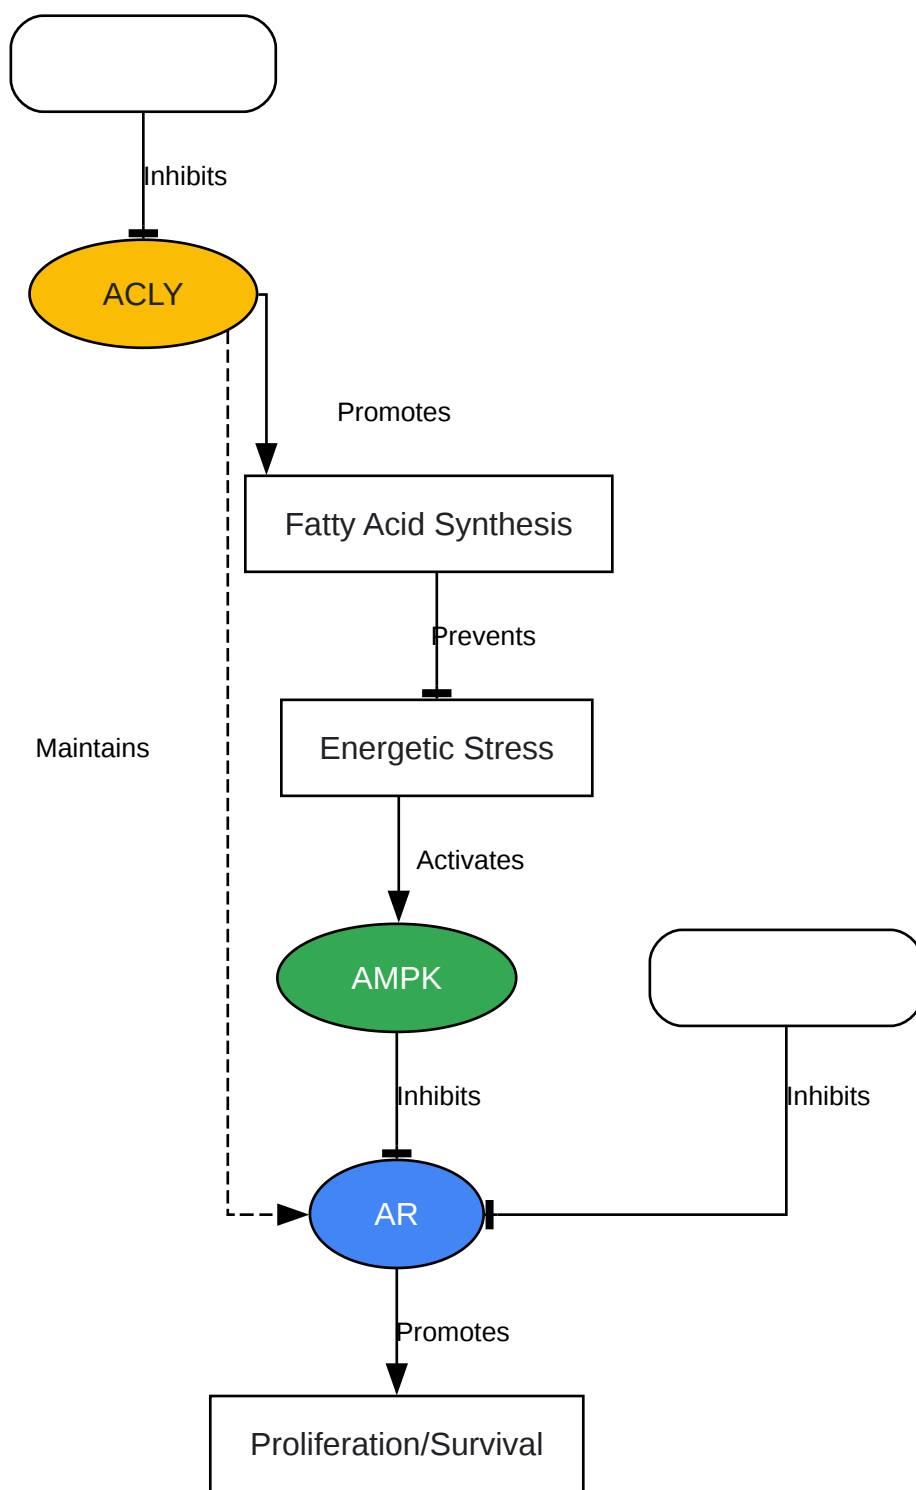 Inhibits
ACLY
Promotes
Fatty Acid Synthesis
Prevents
Maintains
Energetic Stress
Activates
AMPK
Inhibits
Inhibits
AR
Promotes
Proliferation/Survival